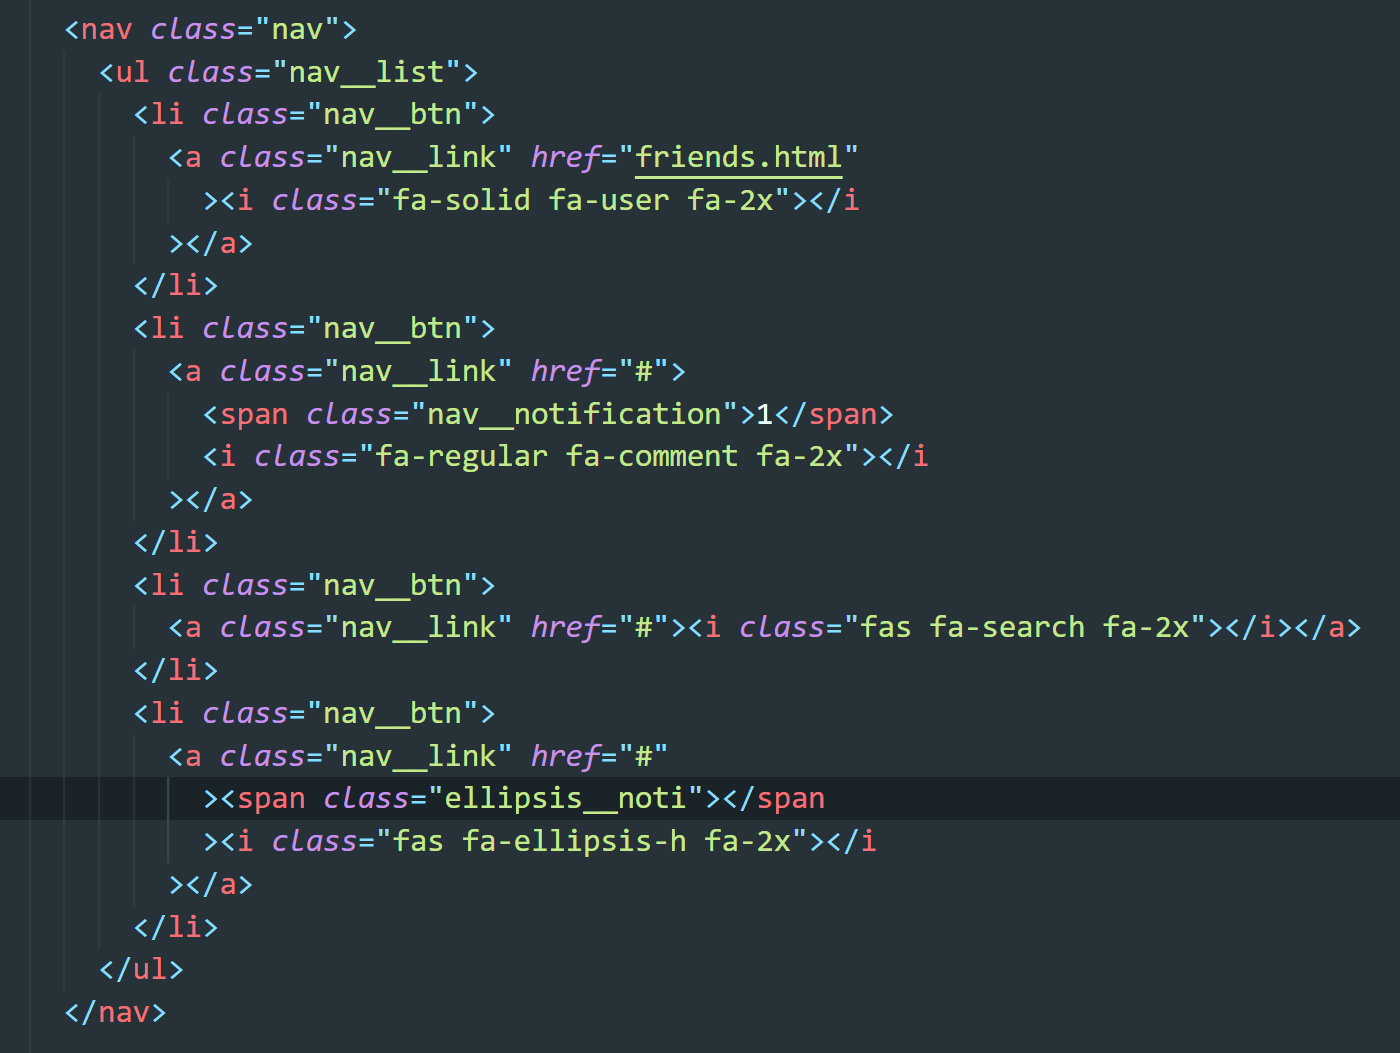 <nav class="nav">
<ul class="nav__list">
<li class="nav__btn">
<a class="nav__link" href="friends.html"
><i class="fa-solid fa-user fa-2x"></i
></a>
</li>
<li class="nav__btn">
<a class="nav__link" href="#">
<span class="nav__notification">1</span>
<i class="fa-regular fa-comment fa-2x"></i
></a>
</li>
<li class="nav__btn">
<a class="nav__link" href="#"><i class="fas fa-search fa-2x"></i></a>
</li>
<li class="nav__btn">
<a class="nav__link" href="#"
><span class="ellipsis__noti"></span
><i class="fas fa-ellipsis-h fa-2x"></i
></a>
</li>
</ul>
</nav>